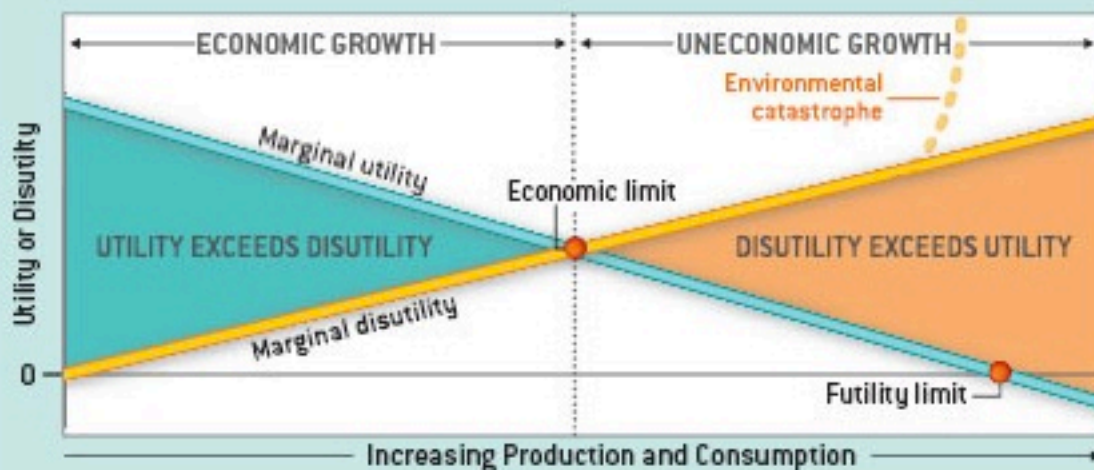 ECONOMIC GROWTH
UNECONOMIC GROWTH
Environmental
catastrophe
Marginal utility
Economic limit
UTILITY EXCEEDS DISUTILITY
DISUTILITY EXCEEDS UTILITY
Marginal disutility
Utility or Disutilty
0
Futility limit
Increasing Production and Consumption